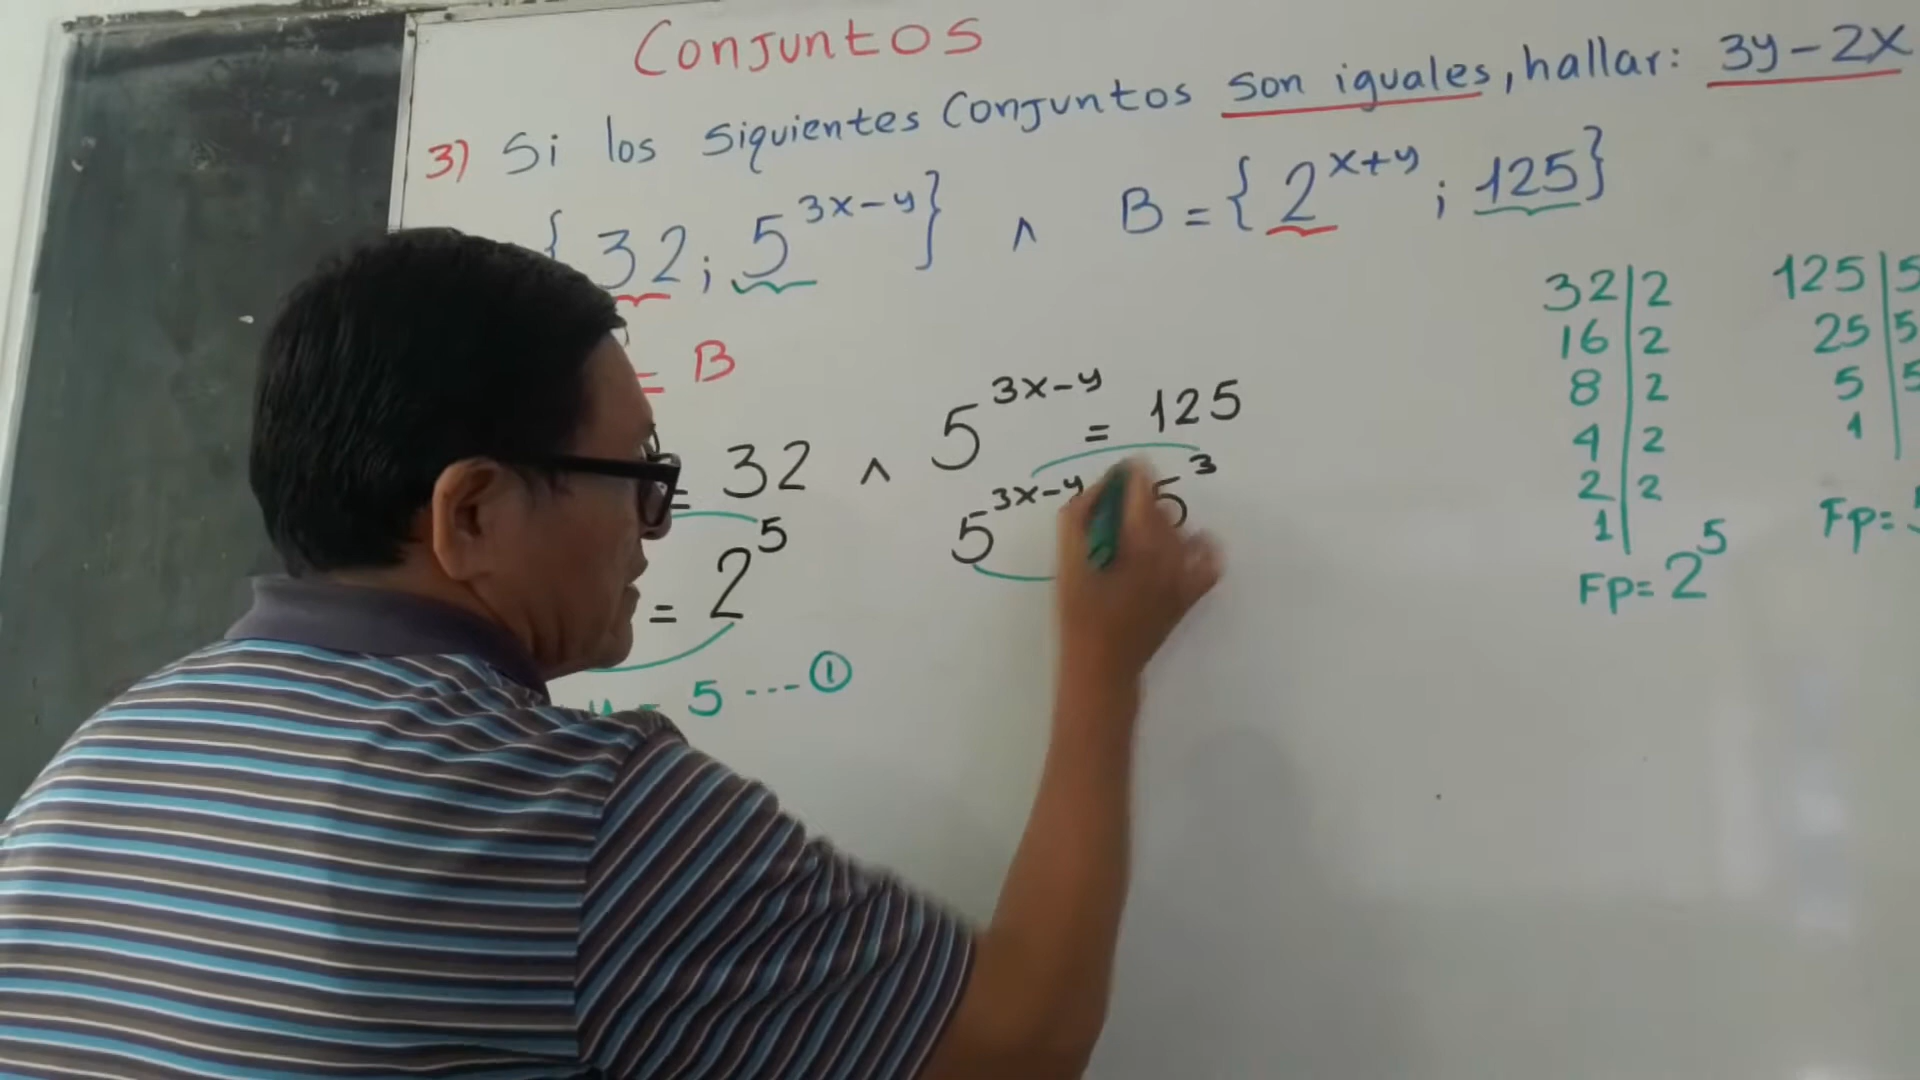 Conjuntos
3) Si los siguientes Conjuntos son iguales, hallar: 3y-2x
{ 32; 5^{3x-y} } ∧ B = { 2^{x+y} ; 125 }
= B
= 32 ∧ 5^{3x-y} = 125
= 2^5 5^{3x-y} 5^3
y = 5 ---- ①
32 | 2
16 | 2
8 | 2
4 | 2
2 | 2
1 |
Fp= 2^5
125 | 5
25 | 5
5 | 5
1 |
Fp=